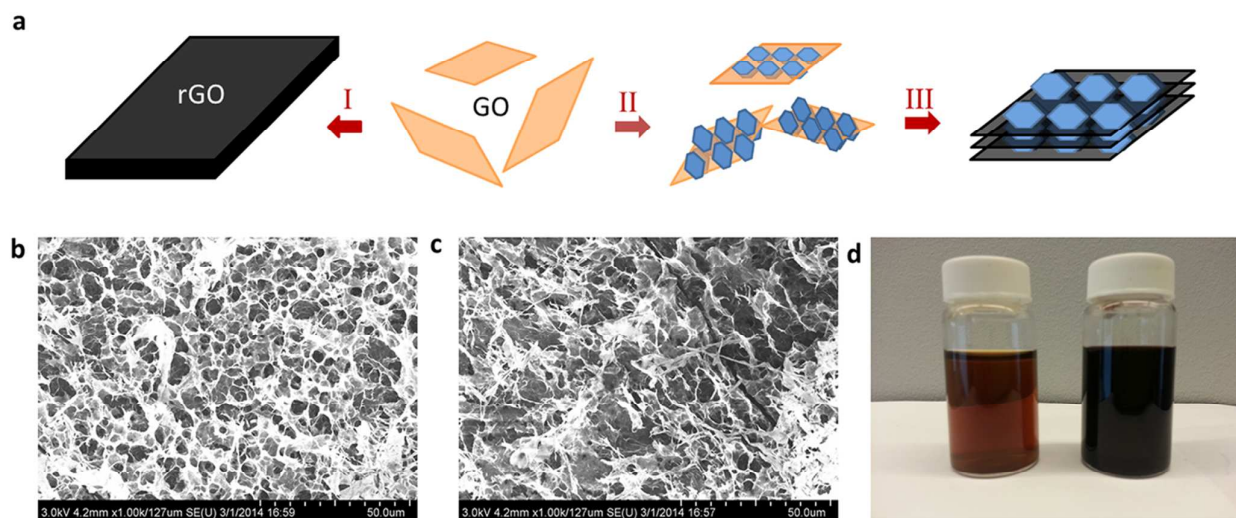 a
rGO
I
GO
II
III
b
c
d
3.0kV 4.2mm x1.00k/127um SE(U) 3/1/2014 16:59
50.0um
3.0kV 4.2mm x1.00k/127um SE(U) 3/1/2014 16:57
50.0um